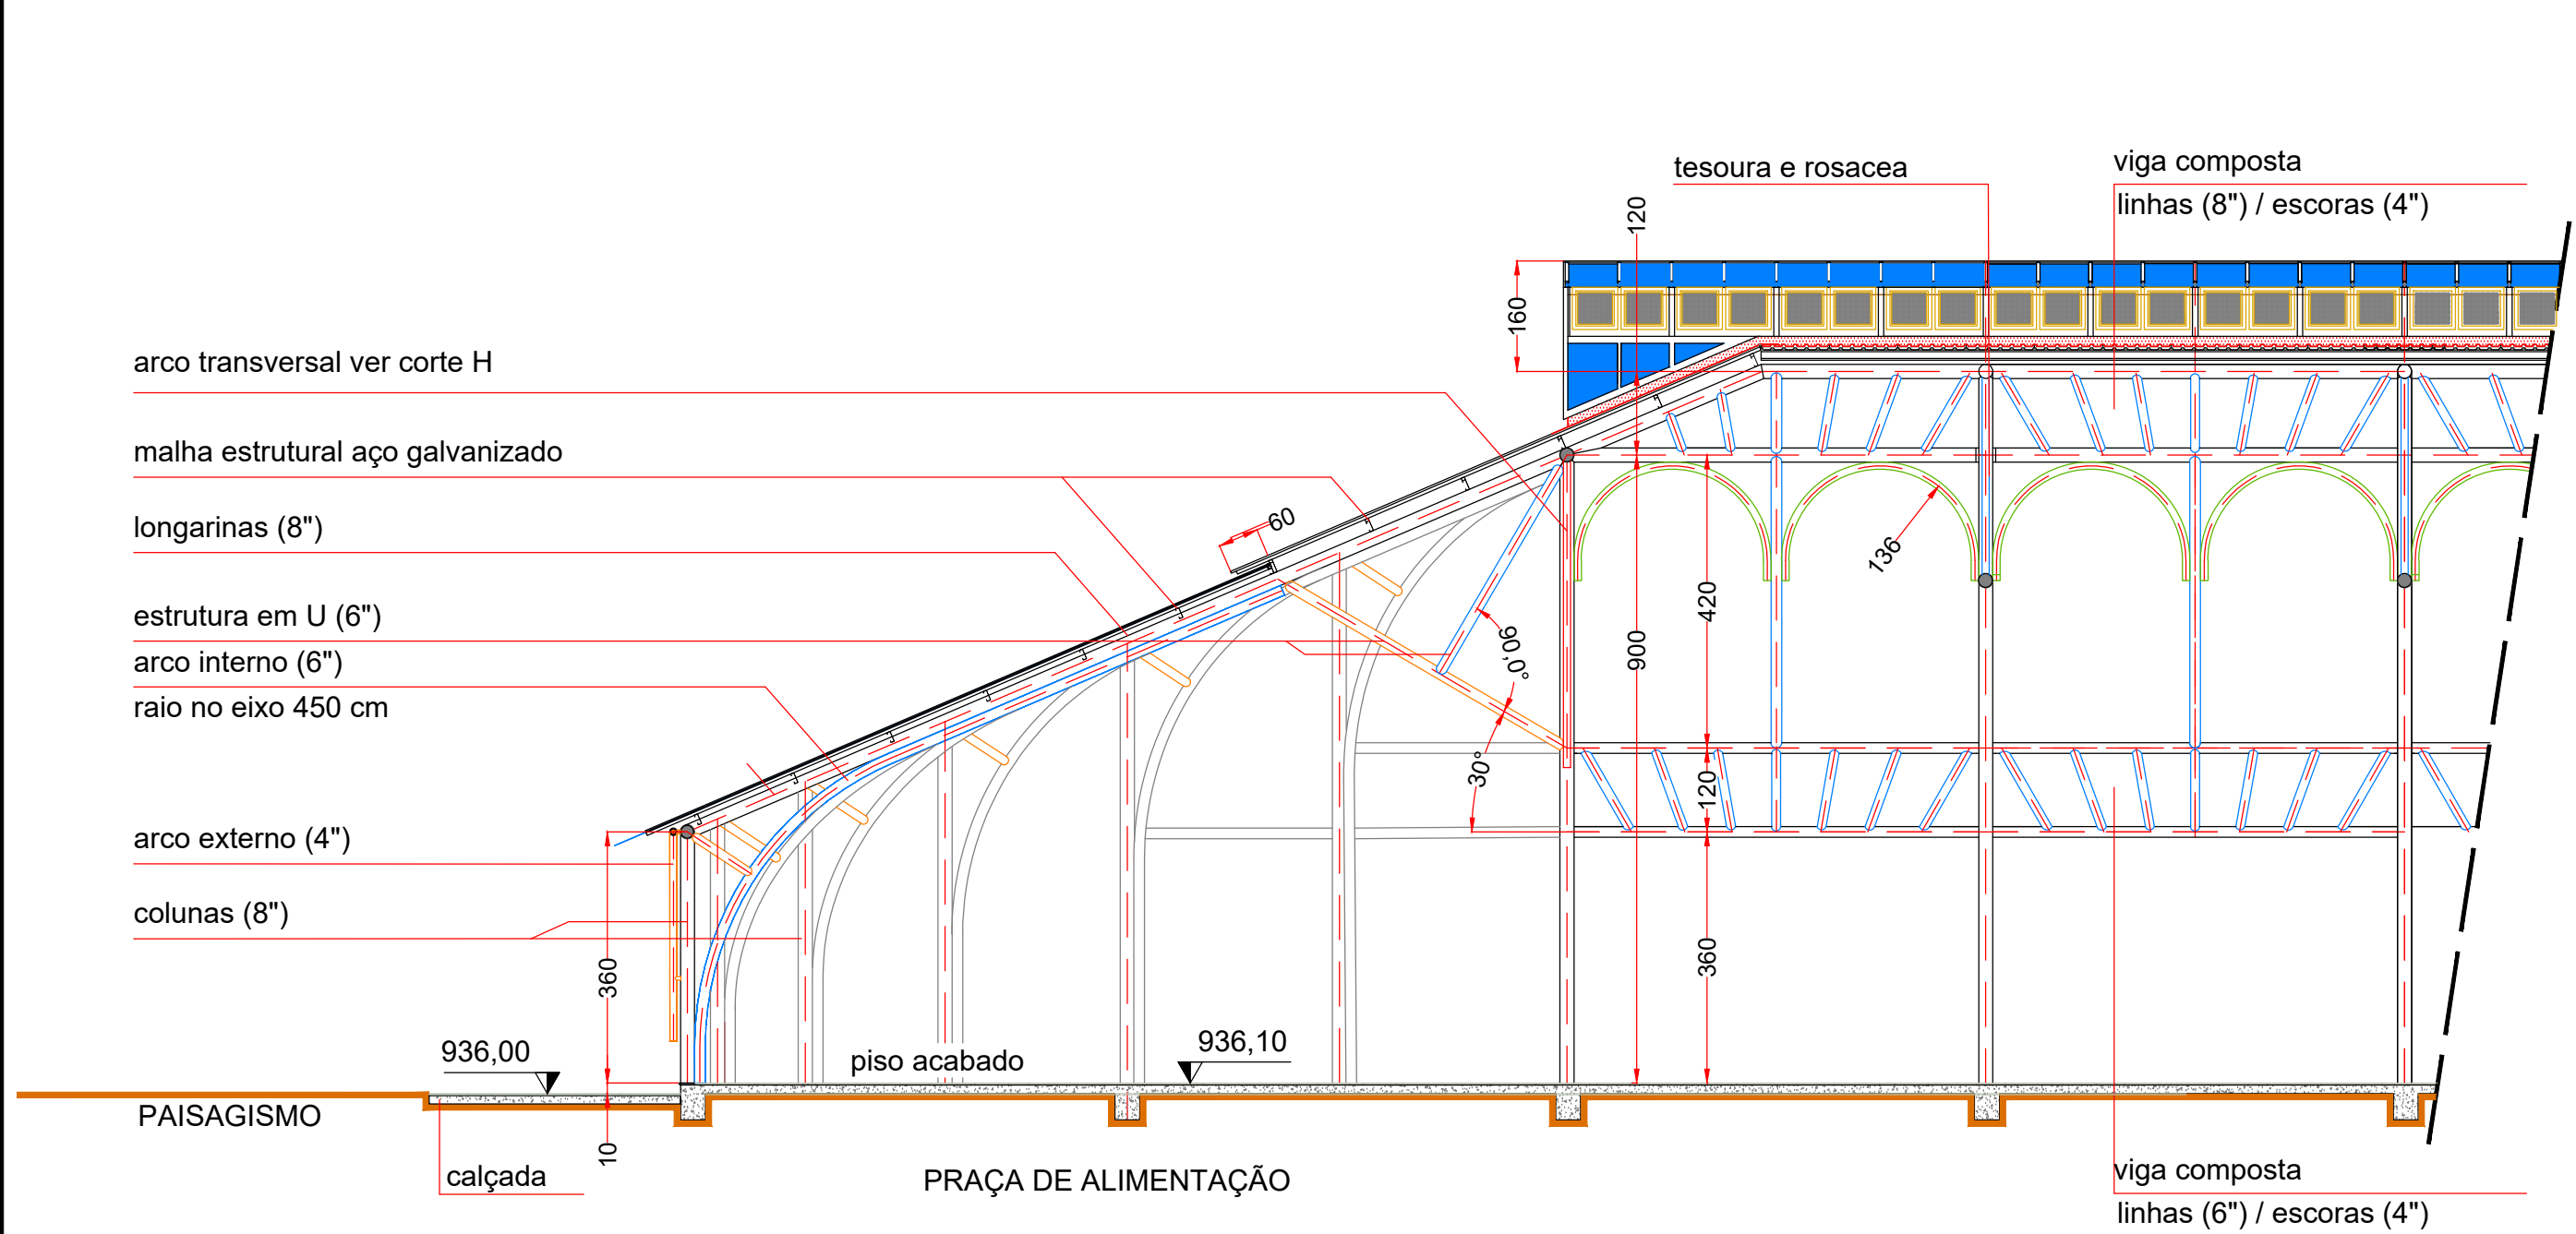 tesoura e rosacea
viga composta
linhas (8") / escoras (4")
120
160
arco transversal ver corte H
malha estrutural aço galvanizado
longarinas (8")
60
136
estrutura em U (6")
420
900
90,0°
arco interno (6")
raio no eixo 450 cm
30°
120
arco externo (4")
colunas (8")
360
360
936,00
piso acabado
936,10
PAISAGISMO
10
calçada
PRAÇA DE ALIMENTAÇÃO
viga composta
linhas (6") / escoras (4")